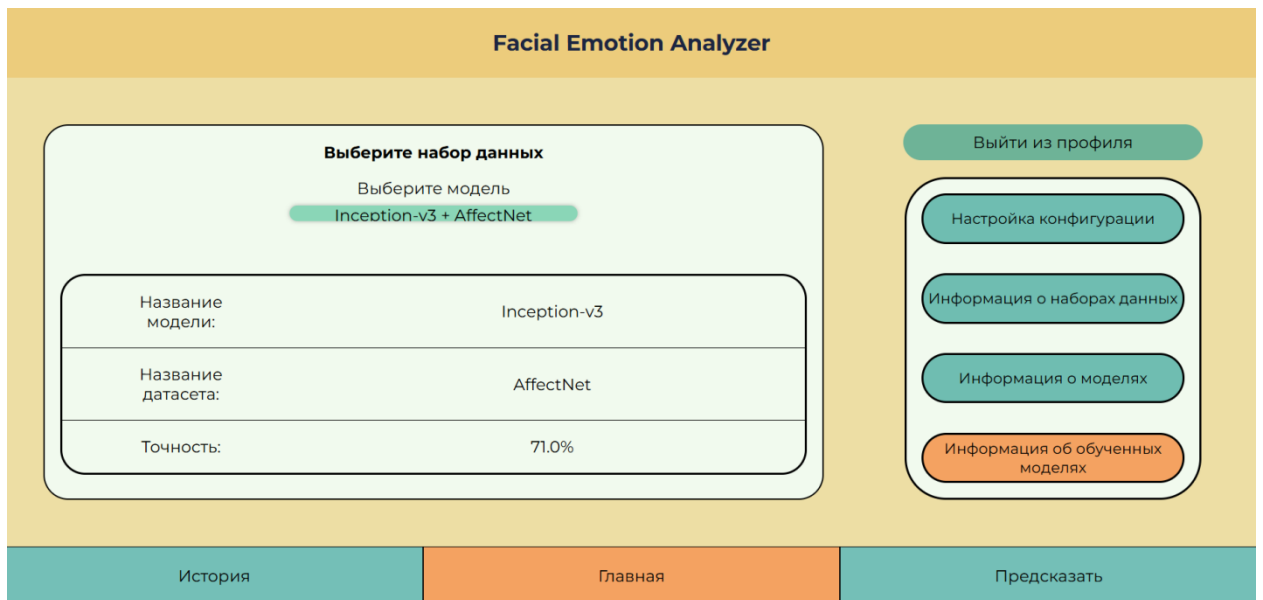 Facial Emotion Analyzer
Выберите набор данных
Выберите модель
Inception-v3 + AffectNet
Название
модели:
Inception-v3
Название
датасета:
AffectNet
Точность:
71.0%
Выйти из профиля
Настройка конфигурации
Информация о наборах данных
Информация о моделях
Информация об обученных
моделях
История
Главная
Предсказать